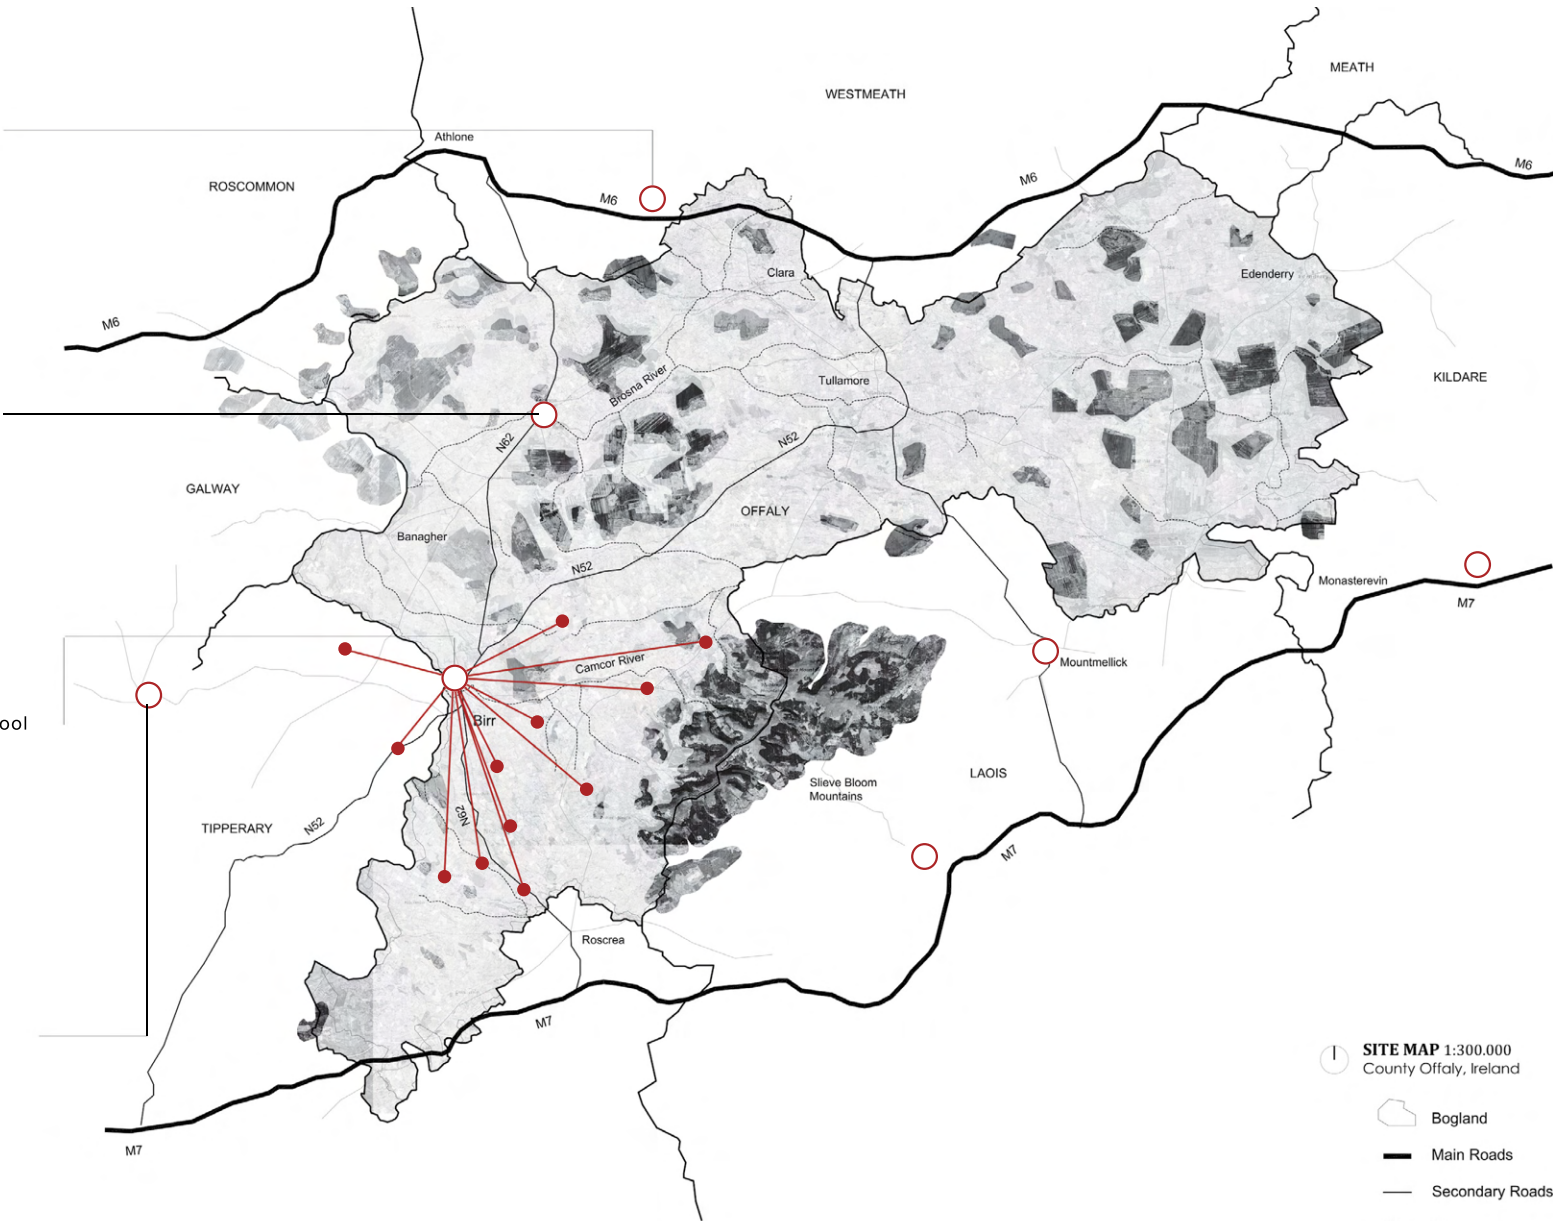 MEATH
WESTMEATH
Athlone
M6
M6
ROSCOMMON
M6
Clara
Edenderry
M6
Brosna River
Tullamore
KILDARE
N62
N52
GALWAY
OFFALY
Banagher
N52
Monasterevin
M7
Camcor River
Mountmellick
ool
Birr
LAOIS
Slieve Bloom
Mountains
N62
TIPPERARY
N52
M7
Roscrea
M7
SITE MAP 1:300.000
County Offaly, Ireland
Bogland
M7
Main Roads
Secondary Roads